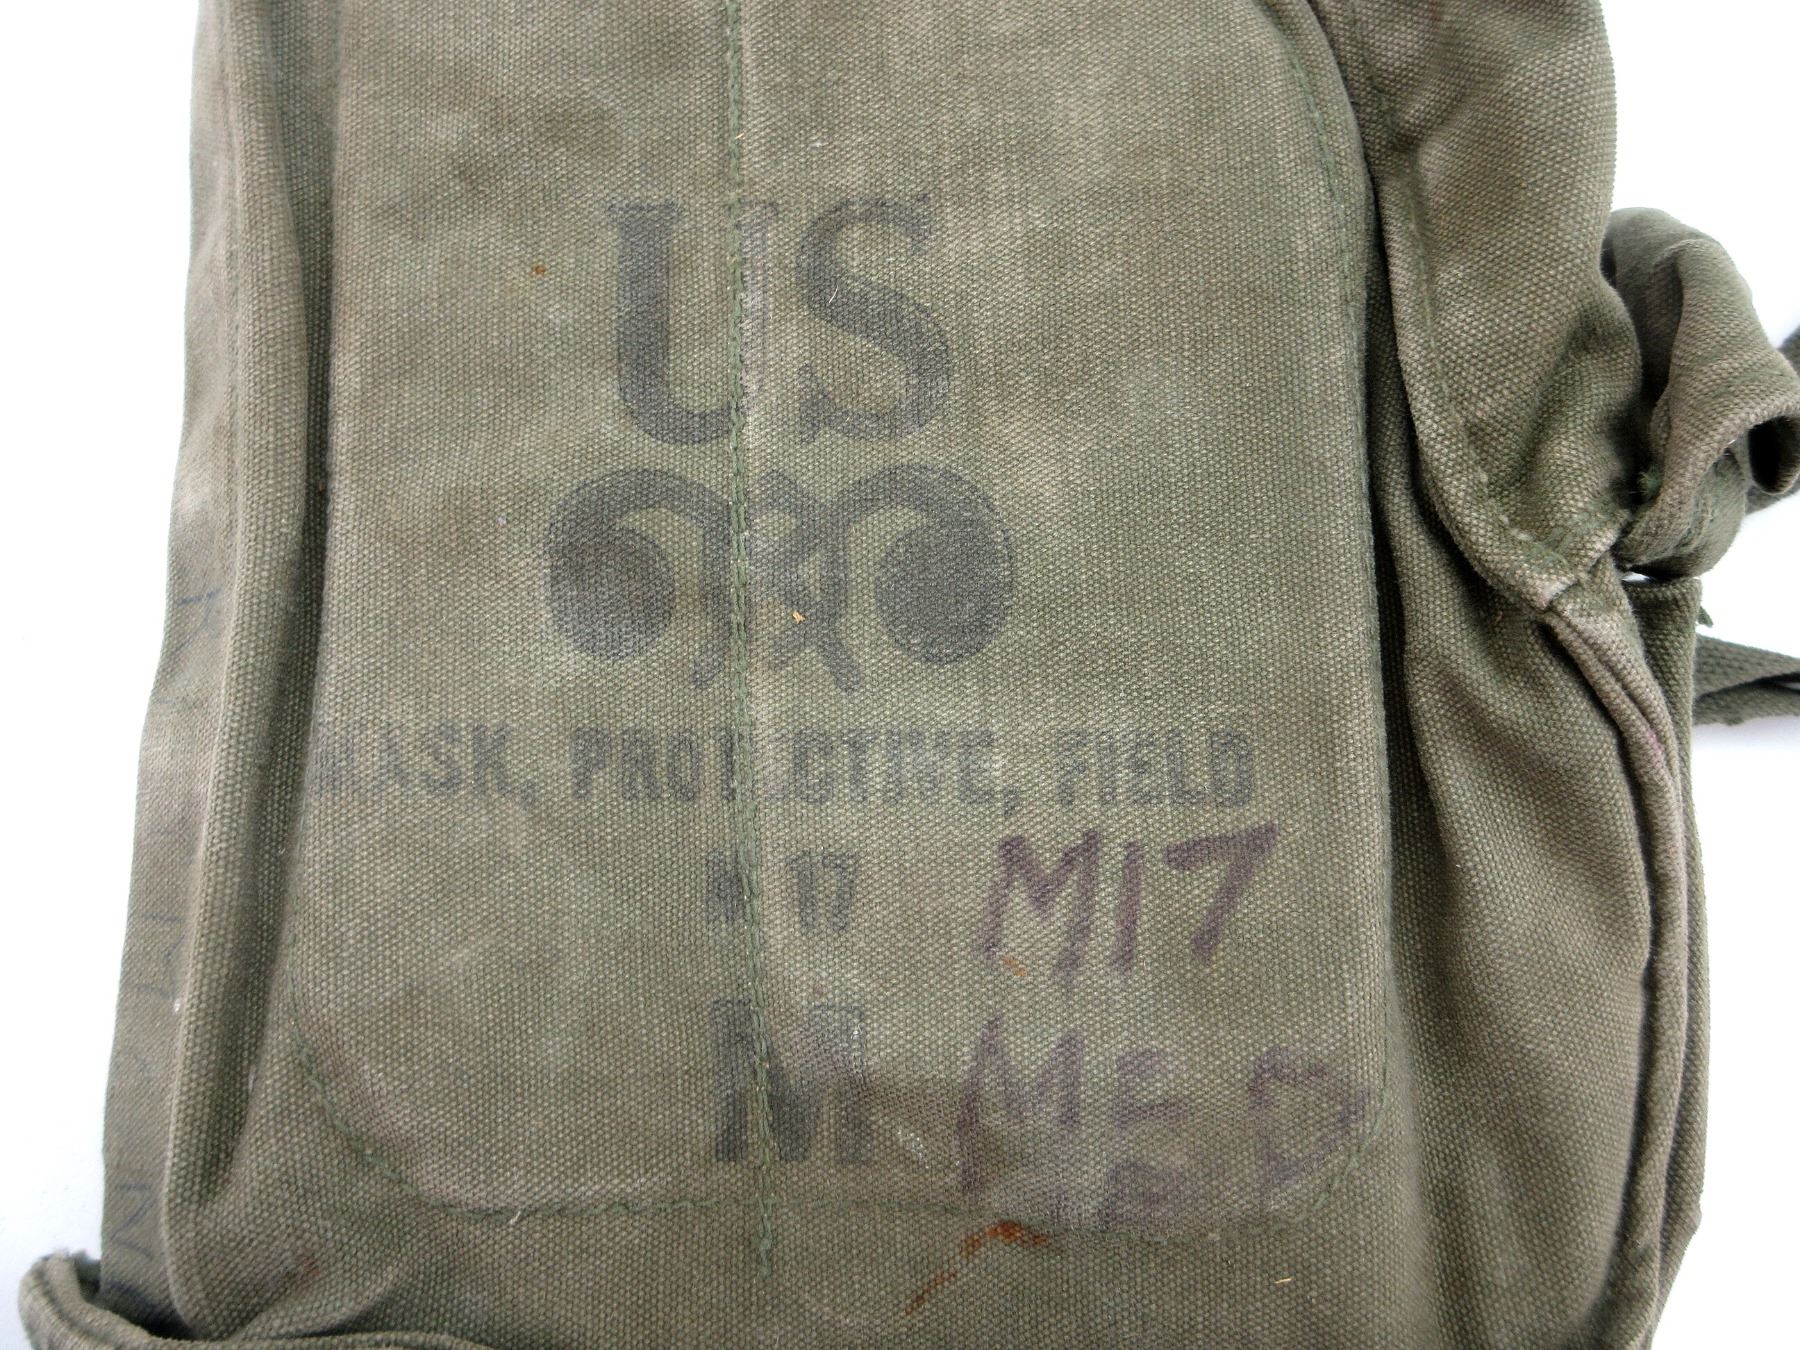 US
MASK, PROTECTIVE, FIELD
M17 M17
M MED